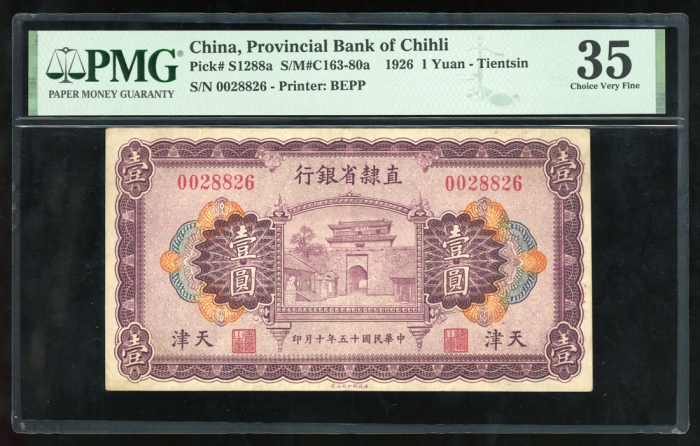 PMG
PAPER MONEY GUARANTY
China, Provincial Bank of Chihli
Pick# S1288a S/M#C163-80a 1926 1 Yuan - Tientsin
S/N 0028826 - Printer: BEPP
35
Choice Very Fine
壹 壹
行銀省隸直
0028826 0028826
壹圓 壹圓
津天 津天
印月十年五十國民華中
壹 壹